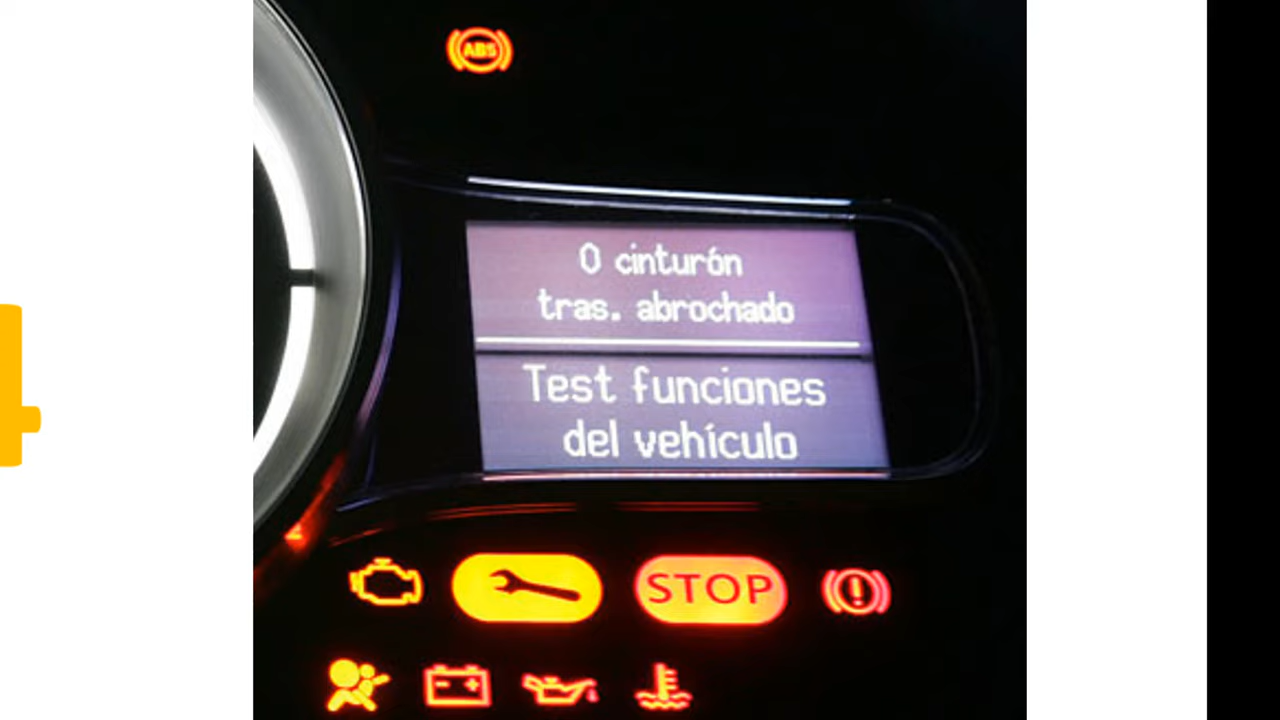 ABS
0 cinturón
tras. abrochado
Test funciones
del vehículo
STOP